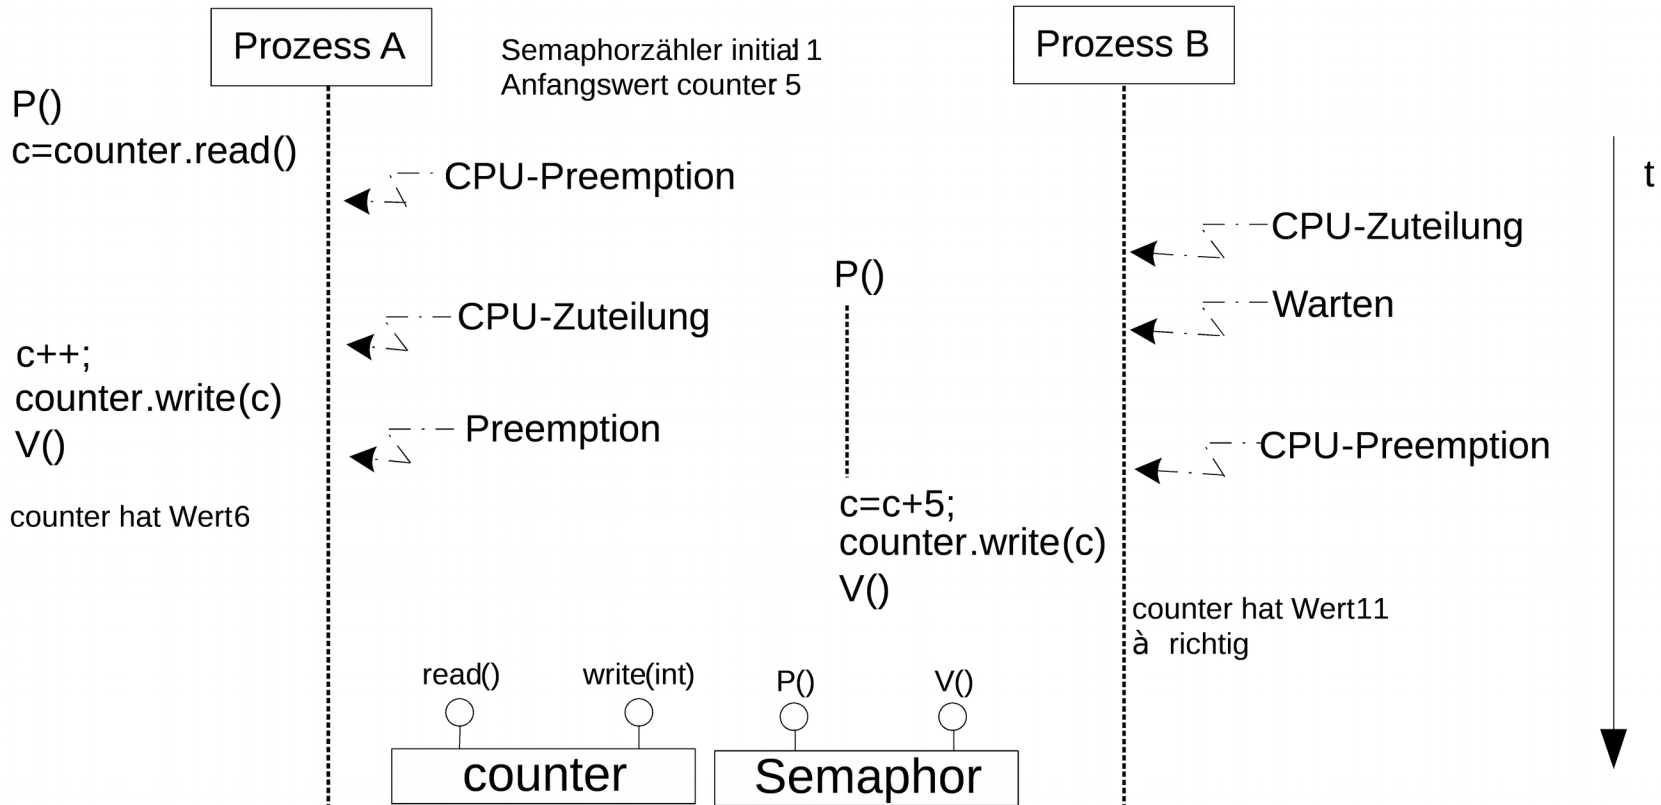 Prozess A
Semaphorzähler initial: 1
Anfangswert counter: 5
Prozess B
P()
c=counter.read()
CPU-Preemption
t
CPU-Zuteilung
P()
Warten
CPU-Zuteilung
c++;
counter.write(c)
V()
Preemption
CPU-Preemption
counter hat Wert6
c=c+5;
counter.write(c)
V()
counter hat Wert11
à richtig
read()
write(int)
P()
V()
counter
Semaphor